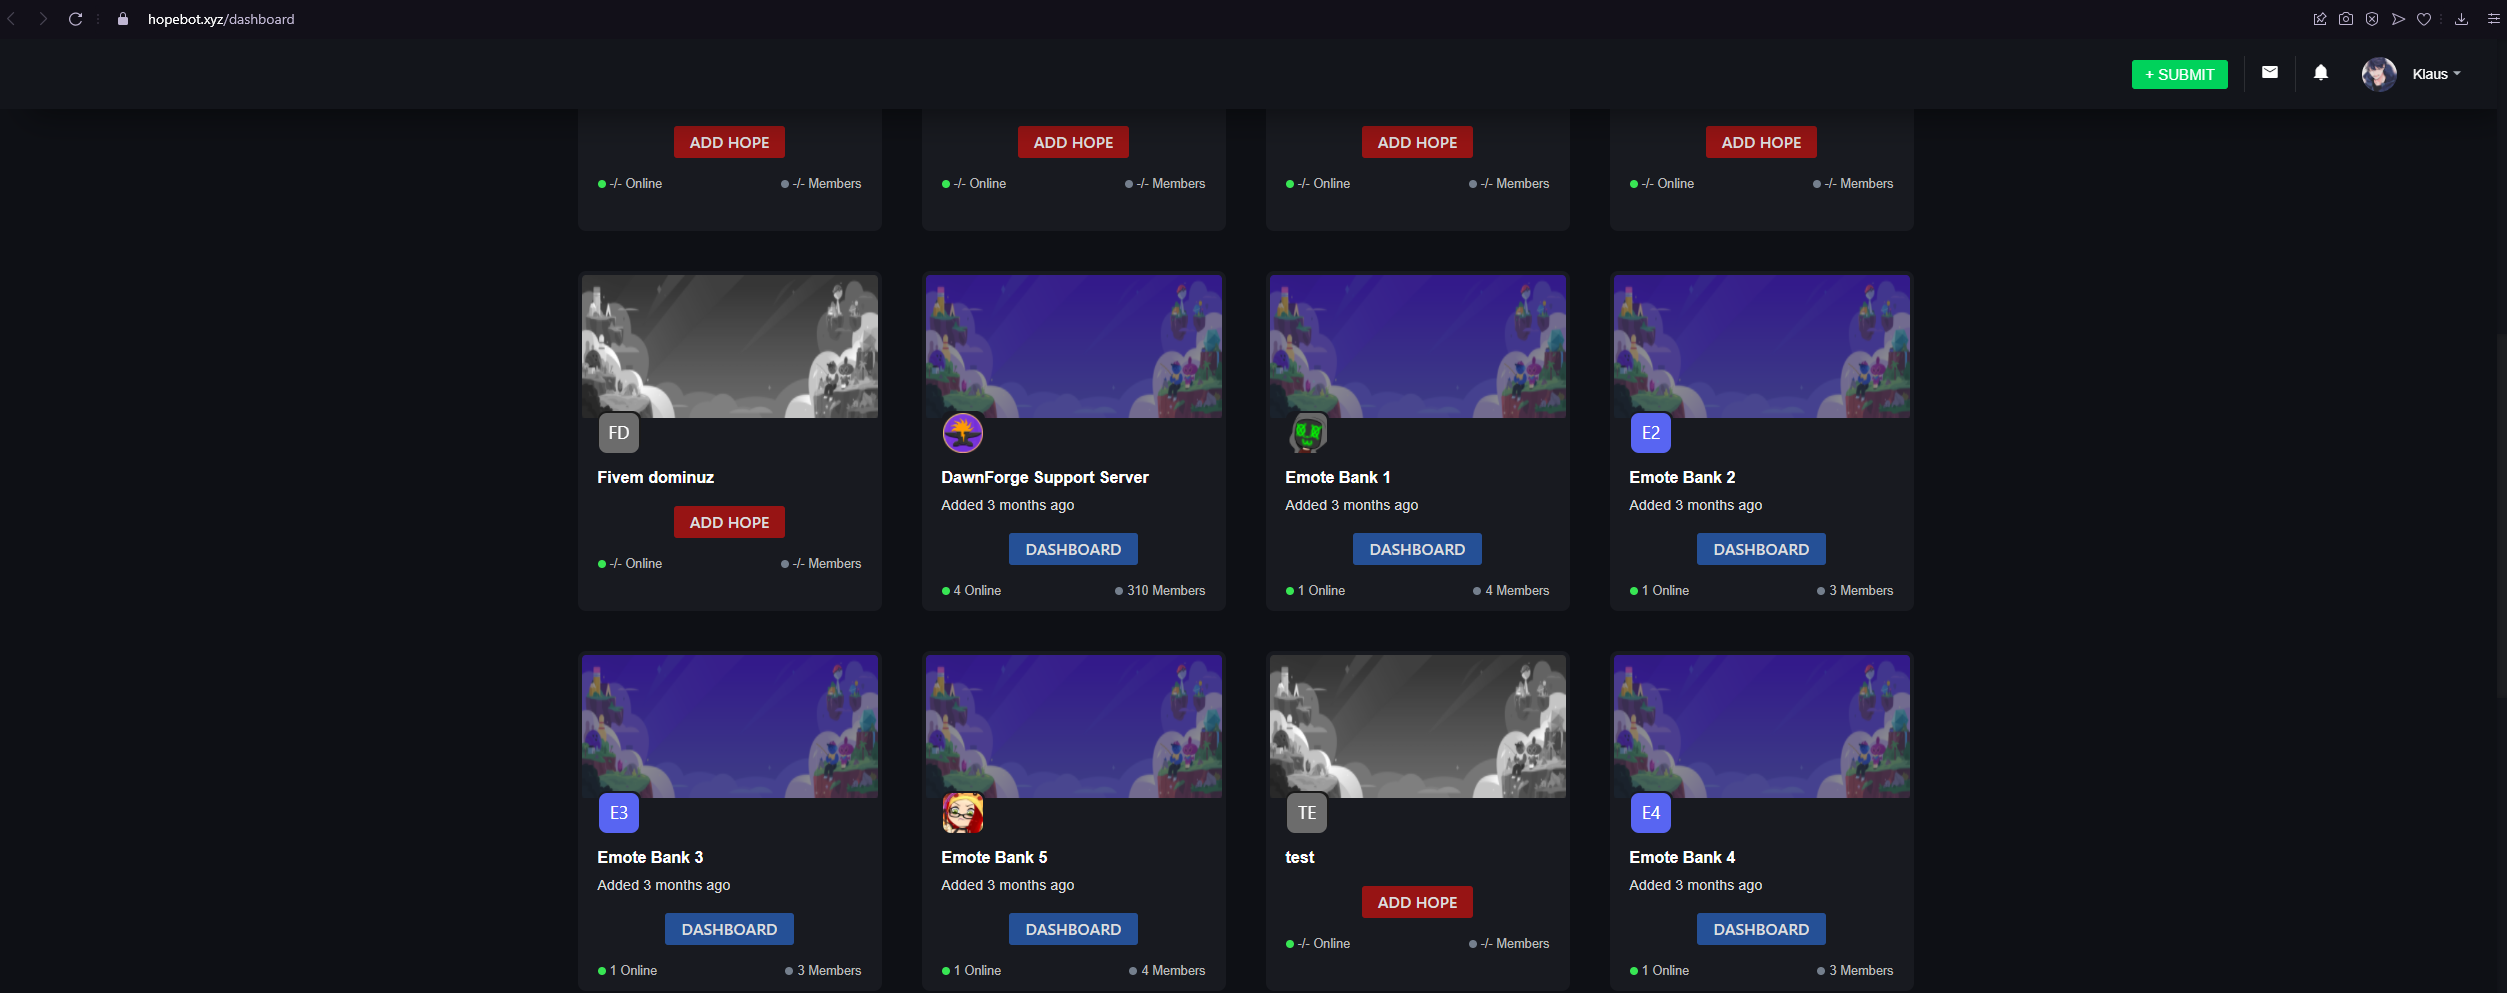 hopebot.xyz/dashboard
+ SUBMIT
Klaus
ADD HOPE ADD HOPE ADD HOPE ADD HOPE
-/- Online -/- Members -/- Online -/- Members -/- Online -/- Members -/- Online -/- Members
FD E2
Fivem dominuz DawnForge Support Server Emote Bank 1 Emote Bank 2
Added 3 months ago Added 3 months ago Added 3 months ago
ADD HOPE DASHBOARD DASHBOARD DASHBOARD
-/- Online -/- Members 4 Online 310 Members 1 Online 4 Members 1 Online 3 Members
E3 TE E4
Emote Bank 3 Emote Bank 5 test Emote Bank 4
Added 3 months ago Added 3 months ago Added 3 months ago
DASHBOARD DASHBOARD ADD HOPE DASHBOARD
1 Online 3 Members 1 Online 4 Members -/- Online -/- Members 1 Online 3 Members